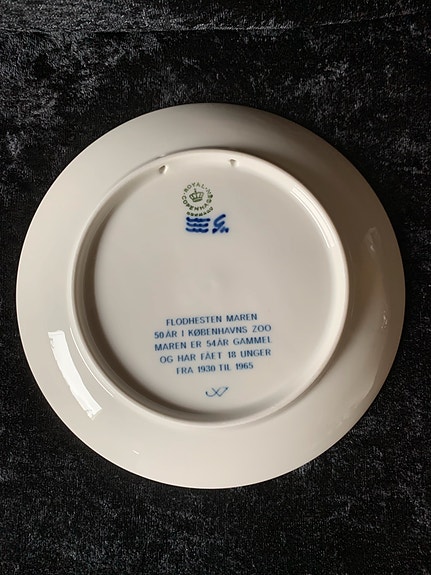 ROYAL COPENHAGEN
DENMARK
FLODHESTEN MAREN
50 ÅR I KØBENHAVNS ZOO
MAREN ER 54 ÅR GAMMEL
OG HAR FÅET 18 UNGER
FRA 1930 TIL 1965